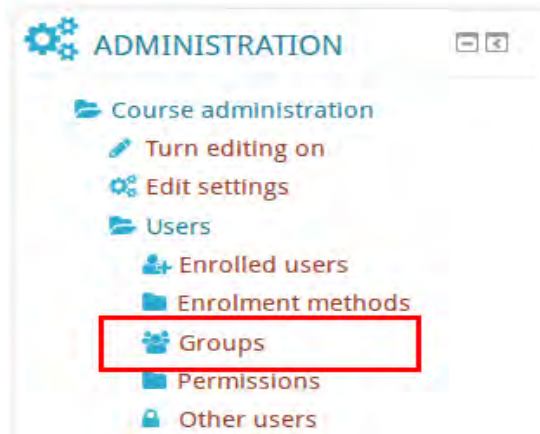 ADMINISTRATION
Course administration
Turn editing on
Edit settings
Users
Enrolled users
Enrolment methods
Groups
Permissions
Other users